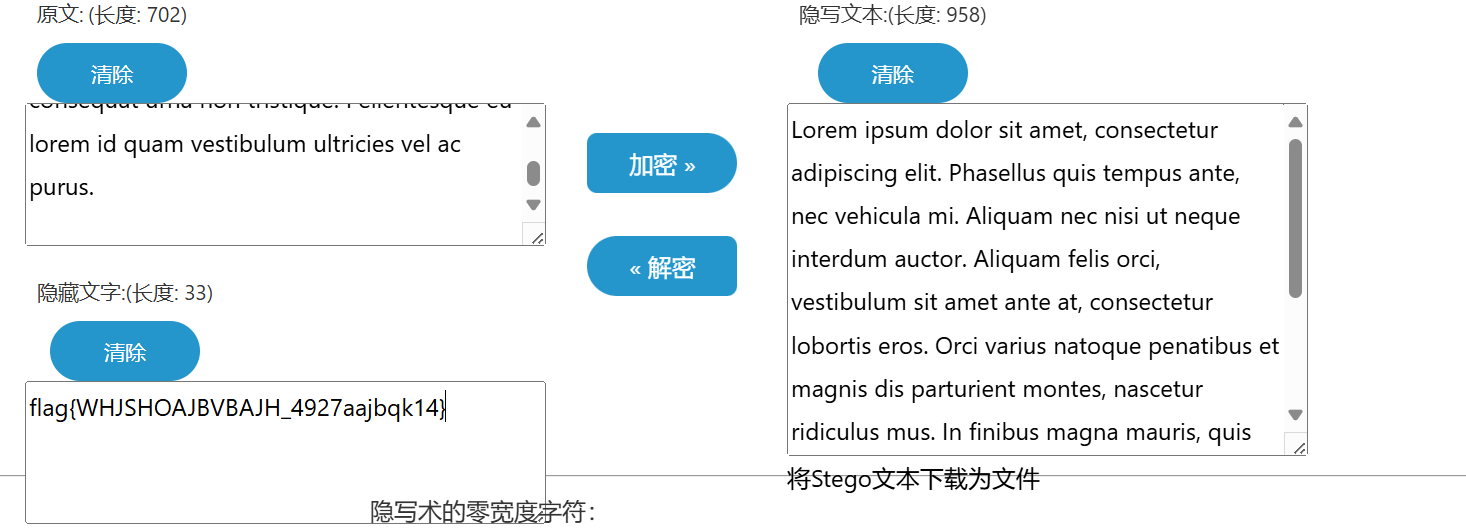 原文: (长度: 702)
清除
consequat urna non tristique. Pellentesque eu
lorem id quam vestibulum ultricies vel ac
purus.
加密 »
« 解密
隐藏文字:(长度: 33)
清除
flag{WHJSHOAJBVBAJH_4927aajbqk14}
隐写文本:(长度: 958)
清除
Lorem ipsum dolor sit amet, consectetur
adipiscing elit. Phasellus quis tempus ante,
nec vehicula mi. Aliquam nec nisi ut neque
interdum auctor. Aliquam felis orci,
vestibulum sit amet ante at, consectetur
lobortis eros. Orci varius natoque penatibus et
magnis dis parturient montes, nascetur
ridiculus mus. In finibus magna mauris, quis
将Stego文本下载为文件
隐写术的零宽度字符：